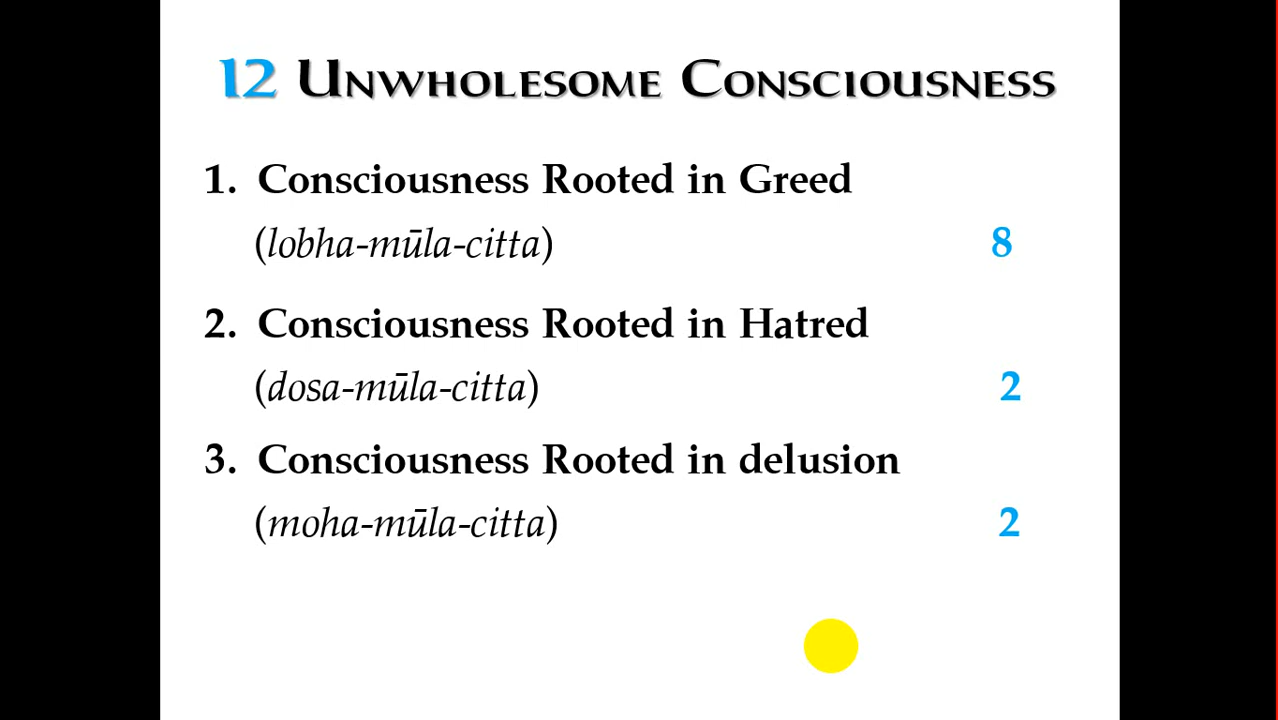 12 Unwholesome Consciousness
1. Consciousness Rooted in Greed
(lobha-mūla-citta) 8
2. Consciousness Rooted in Hatred
(dosa-mūla-citta) 2
3. Consciousness Rooted in delusion
(moha-mūla-citta) 2